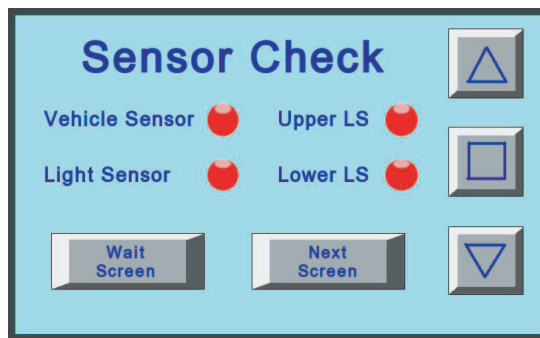 Sensor Check
Vehicle Sensor
Upper LS
Light Sensor
Lower LS
Wait
Screen
Next
Screen